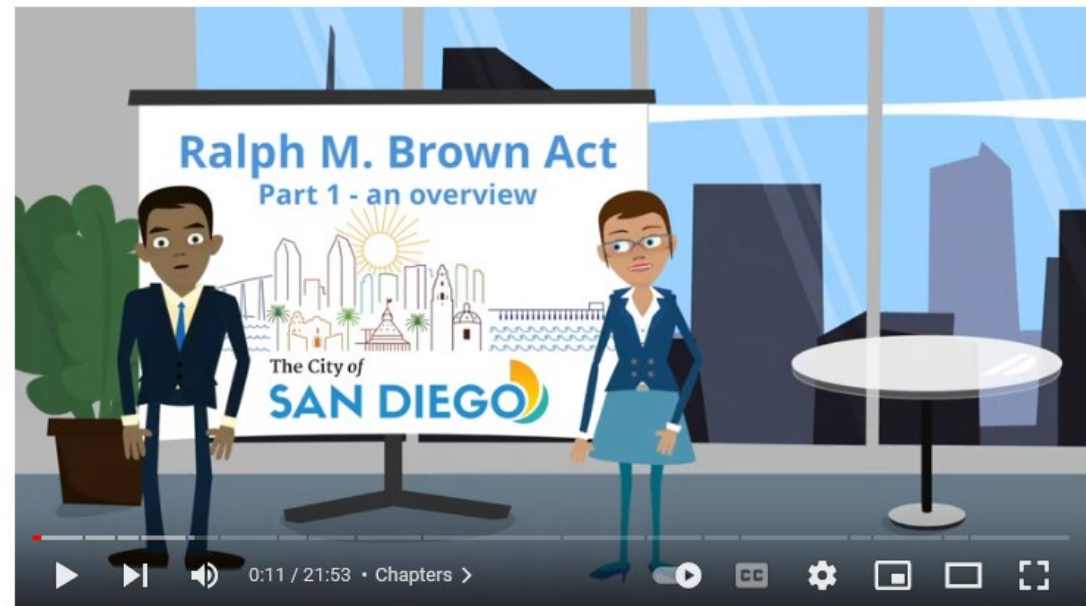 Ralph M. Brown Act
Part 1 - an overview
The City of
SAN DIEGO
0:11 / 21:53 • Chapters >
CC